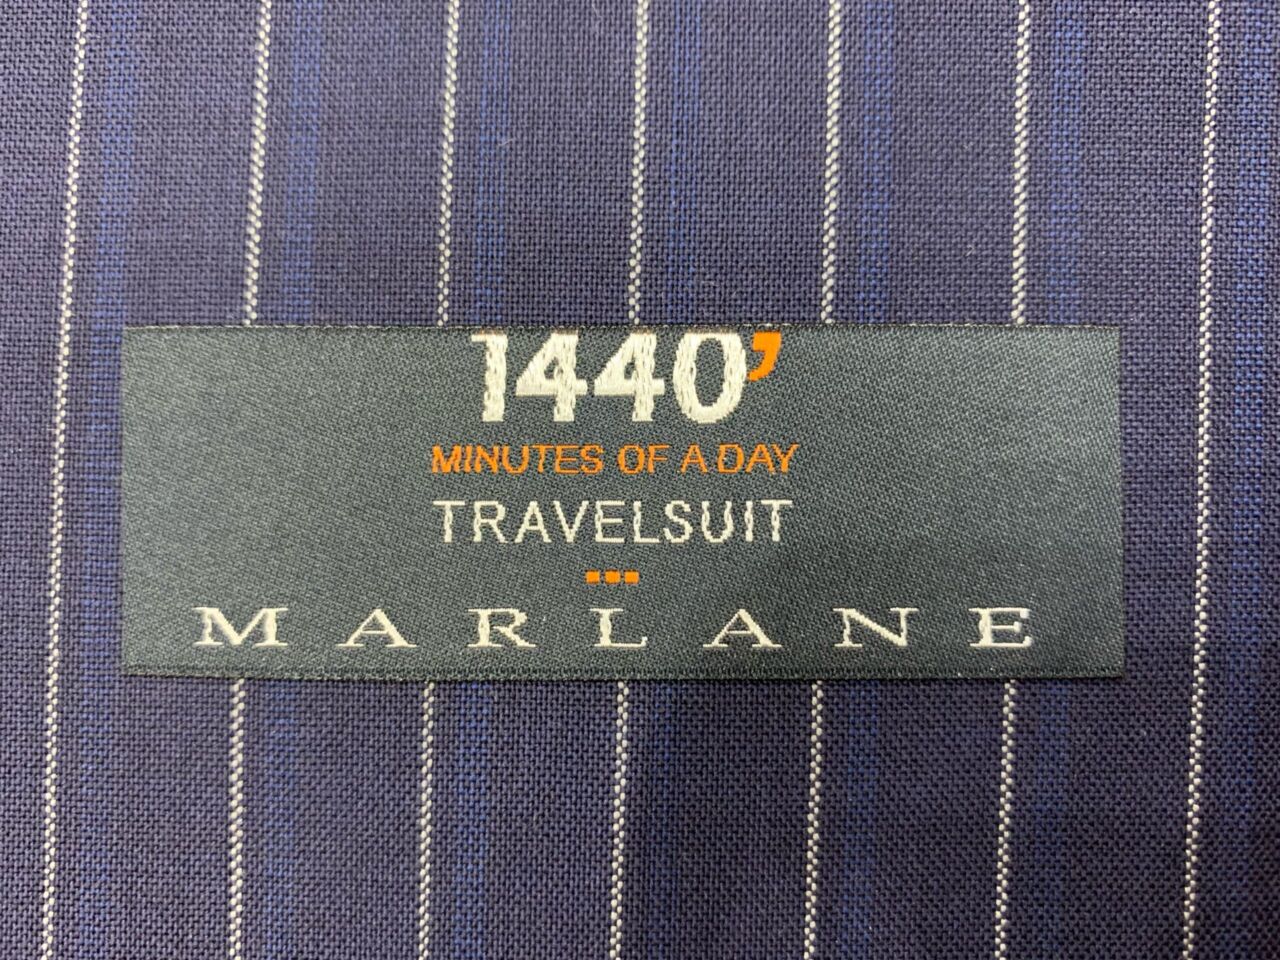 1440’
MINUTES OF A DAY
TRAVELSUIT
MARLANE